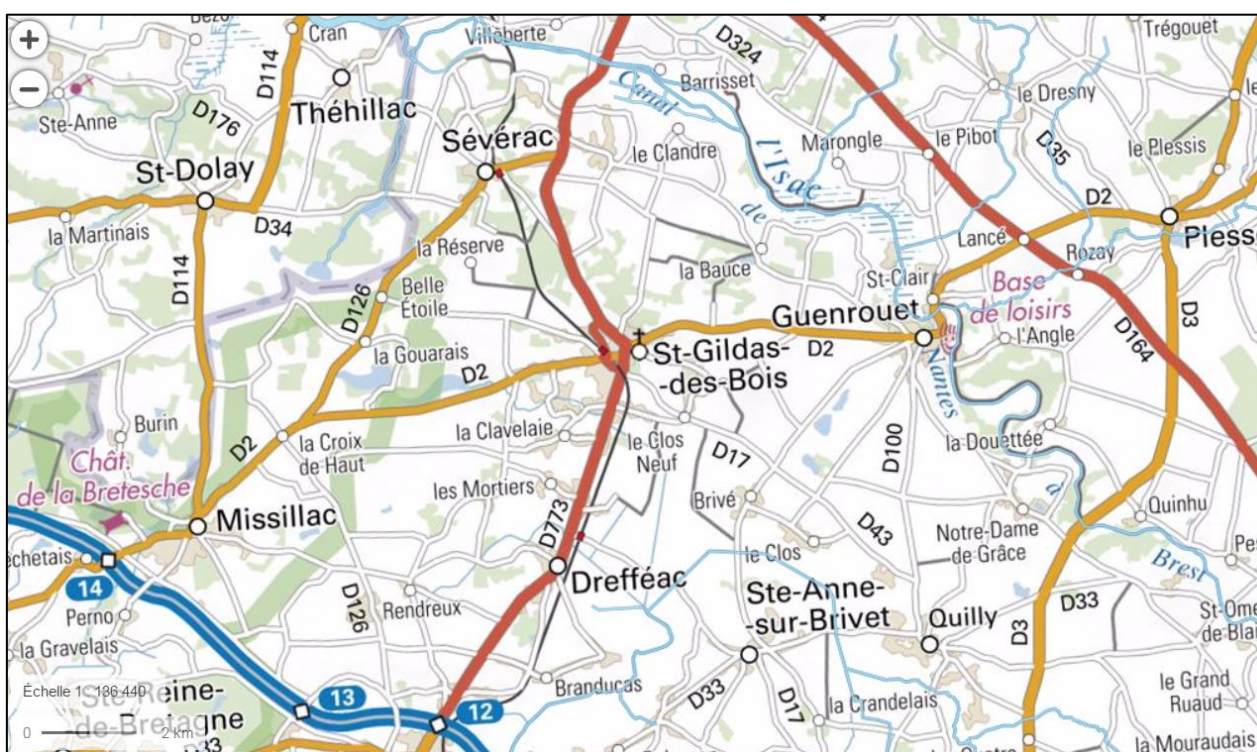 +
−
Cran
Villeberte
D324
Trégouet
D114
Barrisset
Canal
Ste-Anne
D176
Théhillac
le Dresny
Sévérac
le Clandre
l'Isac
Marongle
le Pibot
D35
le Plessis
St-Dolay
de
D2
la Martinais
D34
la Réserve
Lancé
Rozay
D114
la Bauce
St-Clair
Belle
Étoile
Base
de loisirs
D126
Guenrouet
l'Angle
D3
la Gouarais
St-Gildas-
-des-Bois
D2
D164
D2
Nantes
Burin
la Croix
de Haut
la Clavelaie
le Clos
Neuf
D17
D100
la Douettée
D2
Chât.
de la Bretesche
les Mortiers
Brivé
à
Quinhu
Missillac
D773
le Clos
D43
Notre-Dame
de Grâce
14
Drefféac
Brest
Perno
D126
Rendreux
Ste-Anne-
-sur-Brivet
Quilly
D33
la Gravelais
D3
Branducas
D33
D17
la Crandelais
le Grand
Ruaud
13
12
Échelle 1 : 136 440
0
2 km
la Mouraudais